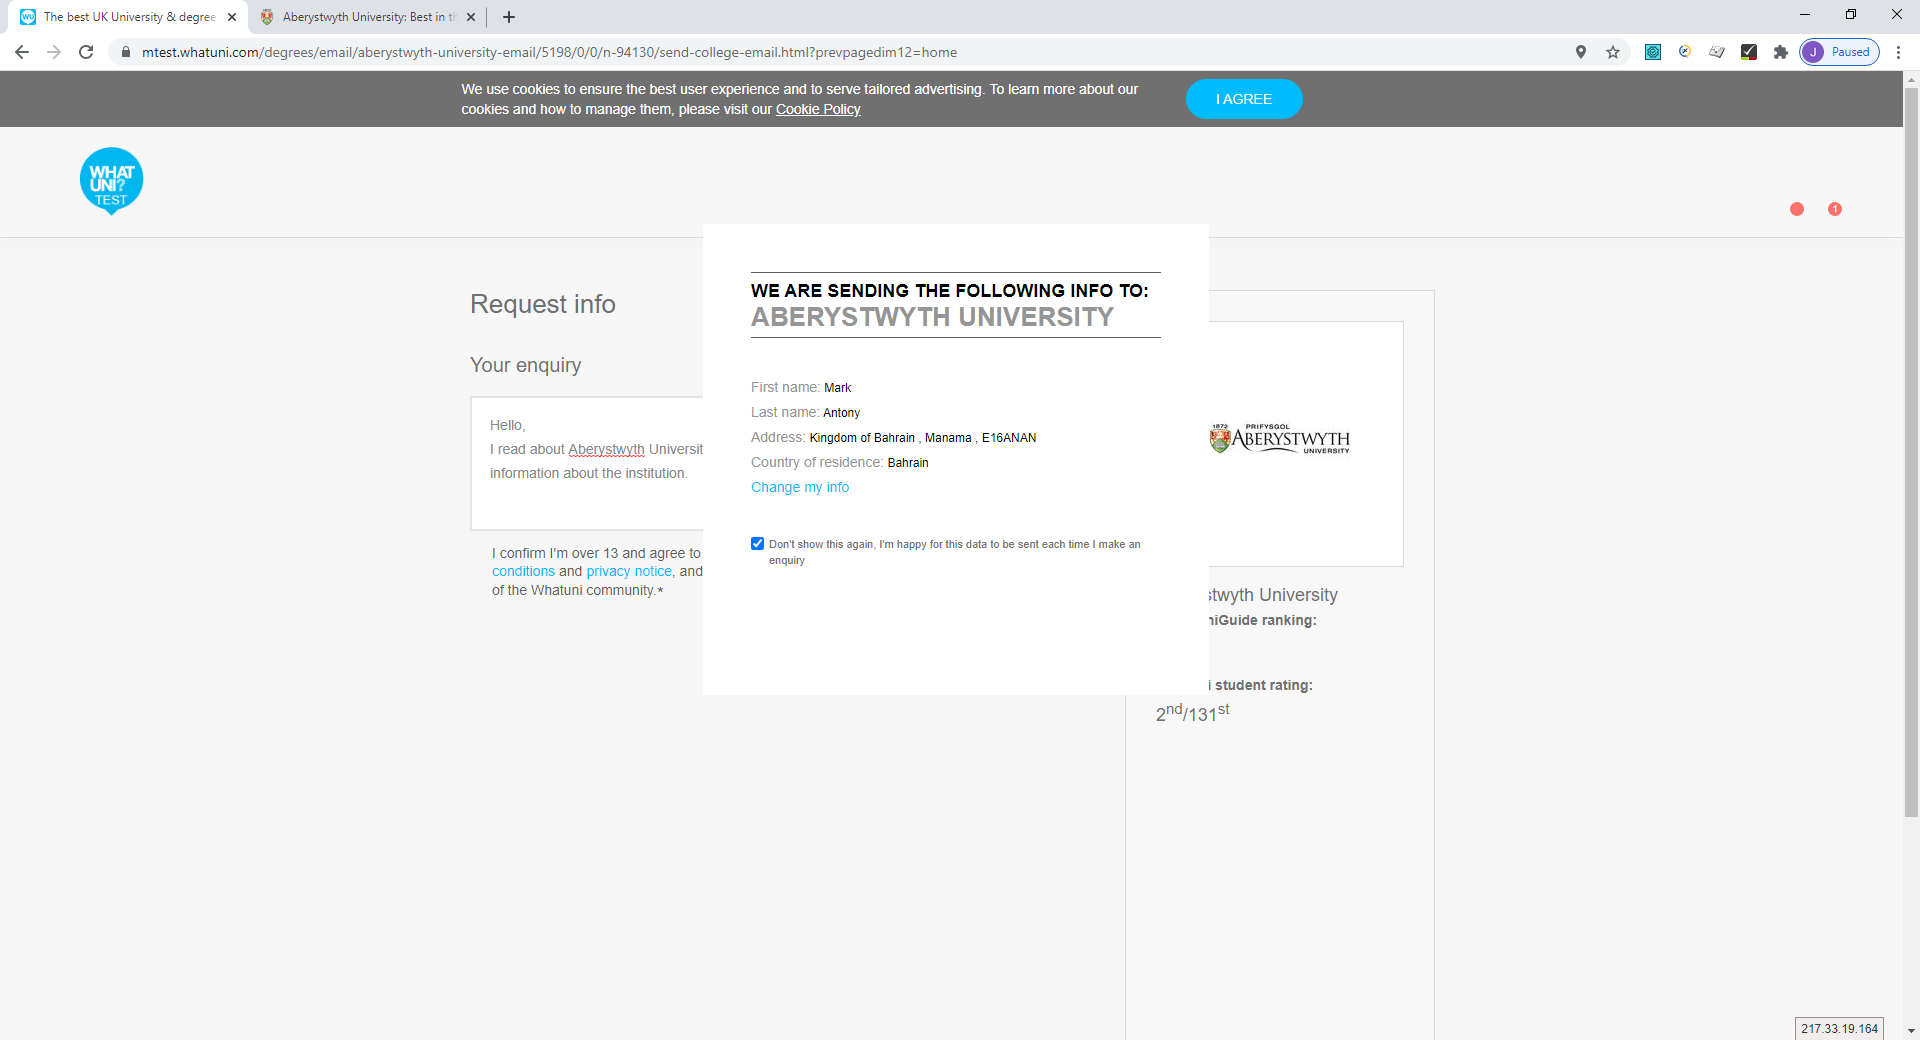 The best UK University & degree
Aberystwyth University: Best in th
mtest.whatuni.com/degrees/email/aberystwyth-university-email/5198/0/0/n-94130/send-college-email.html?prevpagedim12=home
J Paused
We use cookies to ensure the best user experience and to serve tailored advertising. To learn more about our
cookies and how to manage them, please visit our Cookie Policy
I AGREE
WHAT
UNI?
TEST
1
Request info
Your enquiry
Hello,
I read about Aberystwyth Universit
information about the institution.
I confirm I'm over 13 and agree to
conditions and privacy notice, and
of the Whatuni community.*
WE ARE SENDING THE FOLLOWING INFO TO:
ABERYSTWYTH UNIVERSITY
First name: Mark
Last name: Antony
Address: Kingdom of Bahrain , Manama , E16ANAN
Country of residence: Bahrain
Change my info
Don't show this again, I'm happy for this data to be sent each time I make an
enquiry
1872 PRIFYSGOL
ABERYSTWYTH
UNIVERSITY
stwyth University
niGuide ranking:
i student rating:
2nd/131st
217.33.19.164